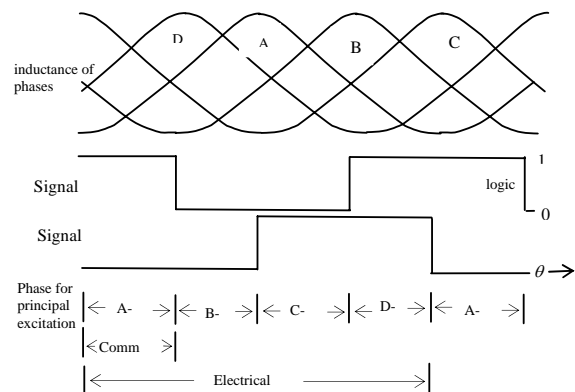 D A B C
inductance of
phases
1
Signal
logic
0
Signal
θ
Phase for
principal
excitation
A- B- C- D- A-
Comm
Electrical